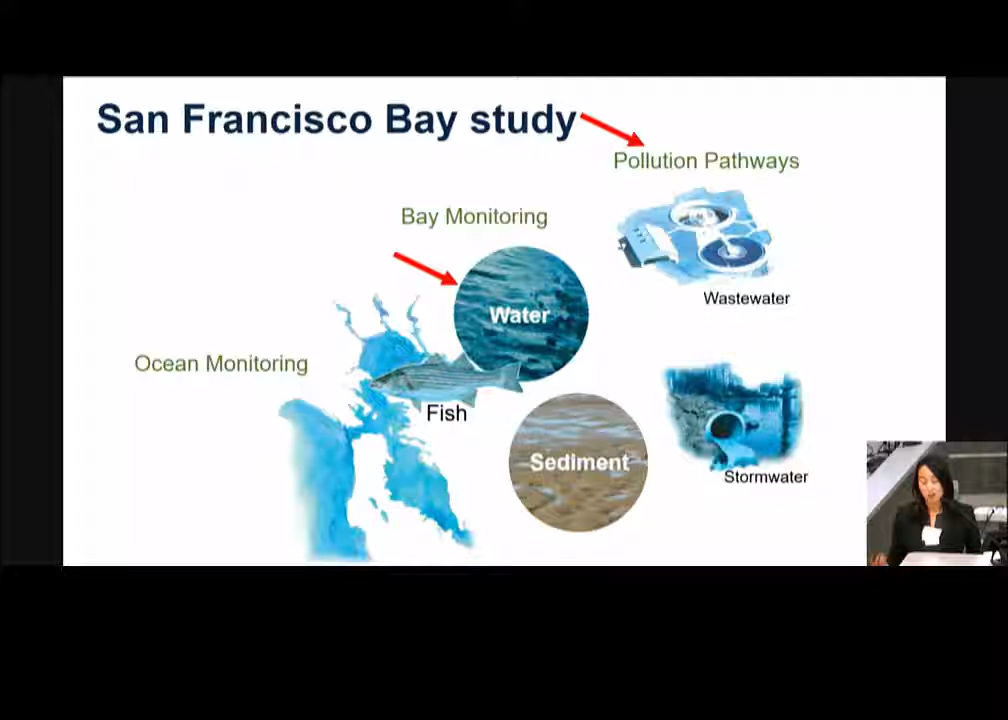 San Francisco Bay study
Pollution Pathways
Bay Monitoring
Wastewater
Water
Ocean Monitoring
Fish
Sediment
Stormwater